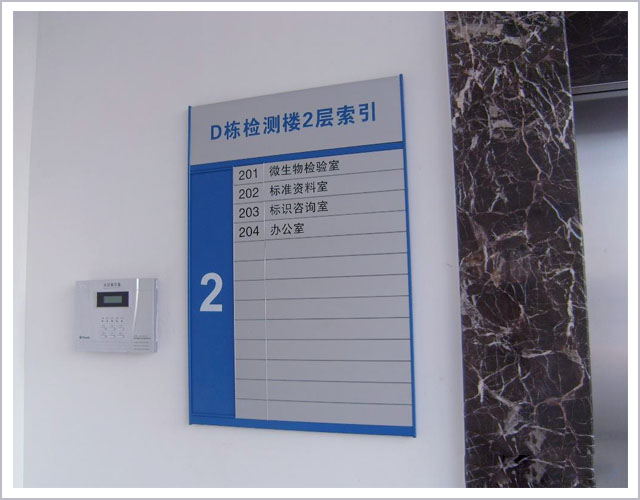 D栋检测楼2层索引
201 微生物检验室
202 标准资料室
203 标识咨询室
204 办公室
2